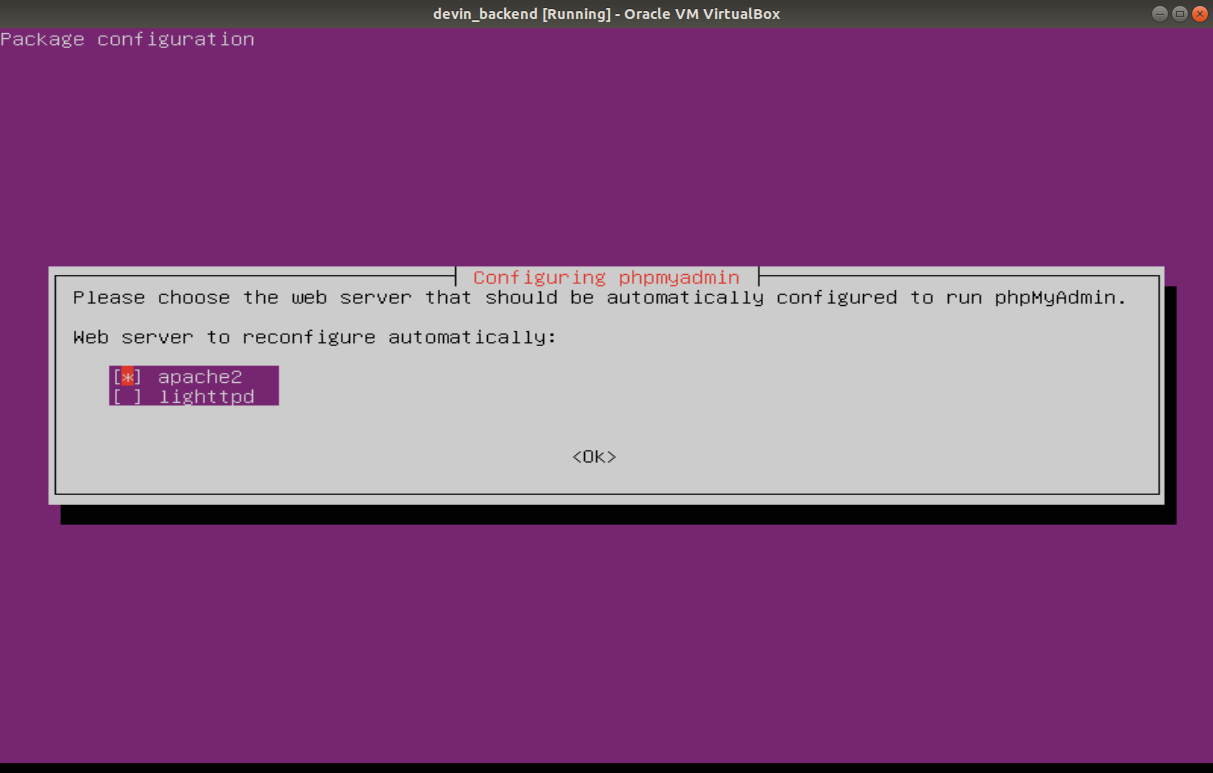 devin_backend [Running] - Oracle VM VirtualBox
Package configuration
Configuring phpmyadmin
Please choose the web server that should be automatically configured to run phpMyAdmin.
Web server to reconfigure automatically:
[*] apache2
[ ] lighttpd
<Ok>